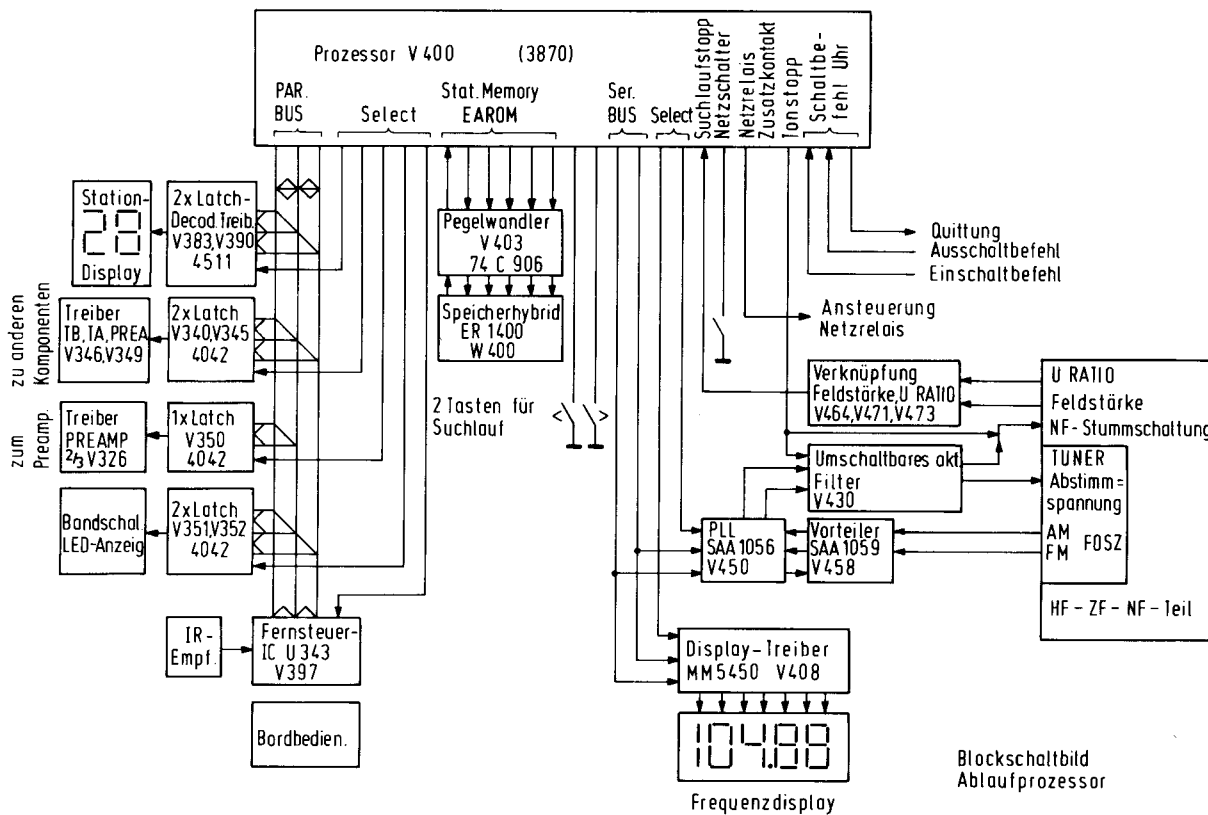 Prozessor V 400 (3870)
PAR.
BUS
Select
Stat. Memory
EAROM
Ser.
BUS
Select
Suchlaufstopp
Netzschalter
Netzrelais
Zusatzkontakt
Tonstopp
Schaltbe-
fehl Uhr
Station-
28
Display
2x Latch-
Decod. Treib.
V383, V390
4511
Pegelwandler
V 403
74 C 906
Speicherhybrid
ER 1400
W 400
Quittung
Ausschaltbefehl
Einschaltbefehl
Ansteuerung
Netzrelais
zu anderen
Komponenten
Treiber
TB, TA, PREA
V346, V349
2x Latch
V340, V345
4042
zum
Preamp.
Treiber
PREAMP
2/3 V326
1x Latch
V350
4042
2 Tasten für
Suchlauf
< >
Verknüpfung
Feldstärke, U RATIO
V464, V471, V473
U RATIO
Feldstärke
NF-Stummschaltung
Umschaltbares akt.
Filter
V430
TUNER
Abstimm=
spannung
AM
FM
FOSZ
HF - ZF - NF - Teil
Bandschal.
LED-Anzeig
2x Latch
V351, V352
4042
PLL
SAA 1056
V450
Vorteiler
SAA 1059
V458
IR-
Empf.
Fernsteuer-
IC U 343
V397
Bordbedien.
Display-Treiber
MM 5450 V408
104.88
Frequenzdisplay
Blockschaltbild
Ablaufprozessor